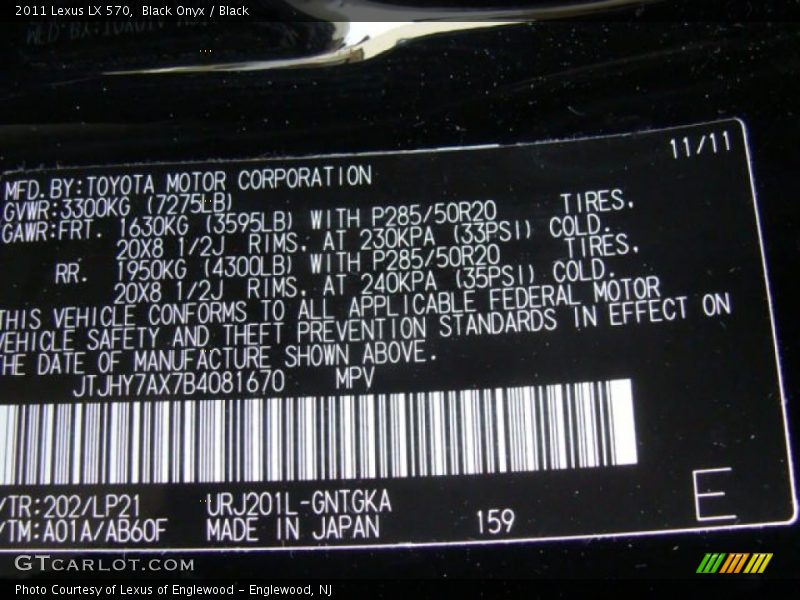 2011 Lexus LX 570, Black Onyx / Black
11/11
MFD.BY:TOYOTA MOTOR CORPORATION
GVWR:3300KG (7275LB)
GAWR:FRT. 1630KG (3595LB) WITH P285/50R20 TIRES,
20X8 1/2J RIMS, AT 230KPA (33PSI) COLD.
RR. 1950KG (4300LB) WITH P285/50R20 TIRES,
20X8 1/2J RIMS, AT 240KPA (35PSI) COLD.
THIS VEHICLE CONFORMS TO ALL APPLICABLE FEDERAL MOTOR
VEHICLE SAFETY AND THEFT PREVENTION STANDARDS IN EFFECT ON
THE DATE OF MANUFACTURE SHOWN ABOVE.
JTJHY7AX7B4081670 MPV
/TR:202/LP21 URJ201L-GNTGKA
/TM:A01A/AB60F MADE IN JAPAN 159 E
GTCARLOT.COM
Photo Courtesy of Lexus of Englewood - Englewood, NJ